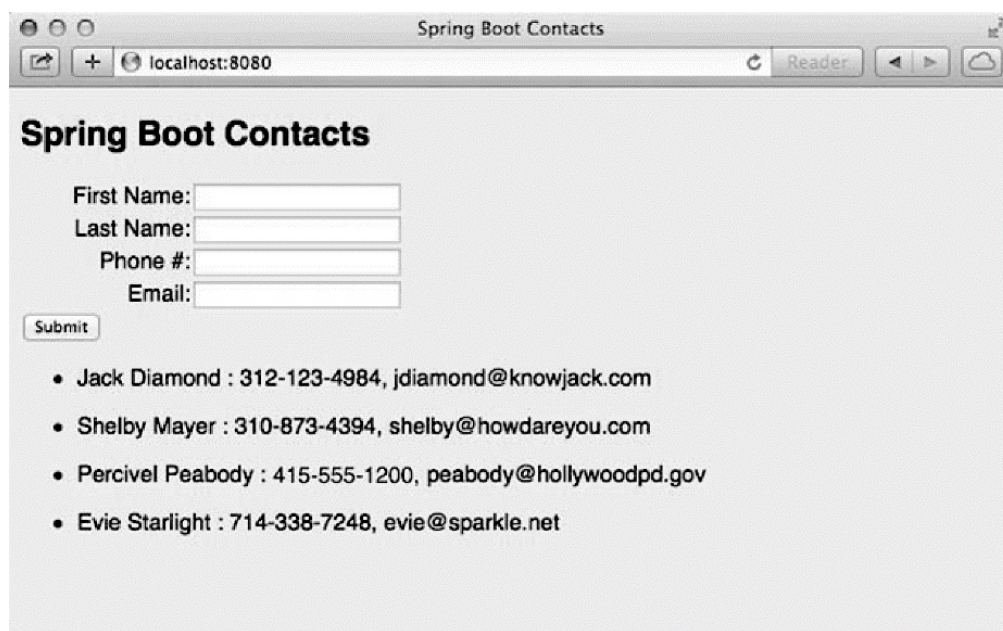 Spring Boot Contacts
+ localhost:8080 Reader
Spring Boot Contacts
First Name:
Last Name:
Phone #:
Email:
Submit
• Jack Diamond : 312-123-4984, jdiamond@knowjack.com
• Shelby Mayer : 310-873-4394, shelby@howdareyou.com
• Percivel Peabody : 415-555-1200, peabody@hollywoodpd.gov
• Evie Starlight : 714-338-7248, evie@sparkle.net